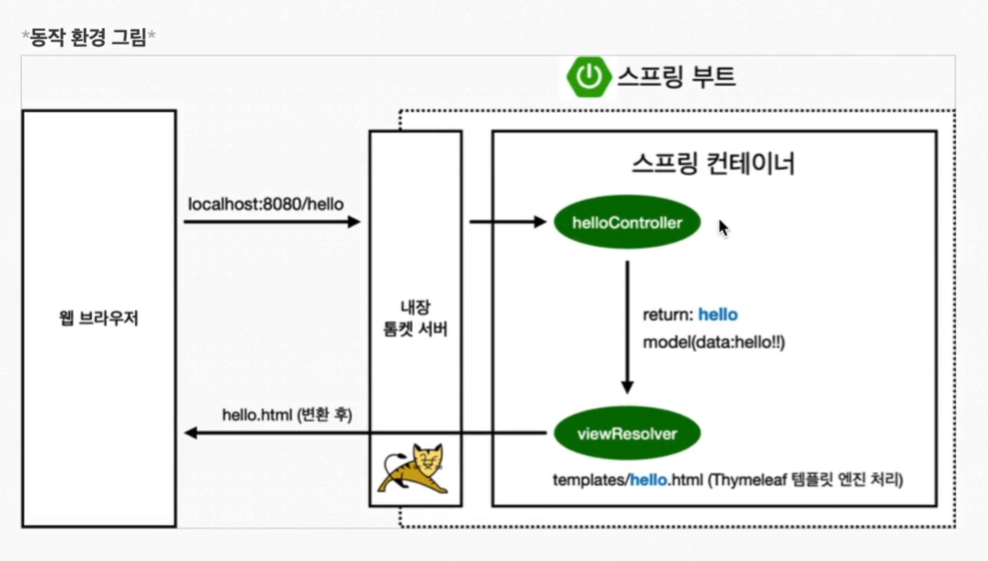 *동작 환경 그림*
스프링 부트
스프링 컨테이너
localhost:8080/hello
helloController
웹 브라우저
내장
톰켓 서버
return: hello
model(data:hello!!)
hello.html (변환 후)
viewResolver
templates/hello.html (Thymeleaf 템플릿 엔진 처리)